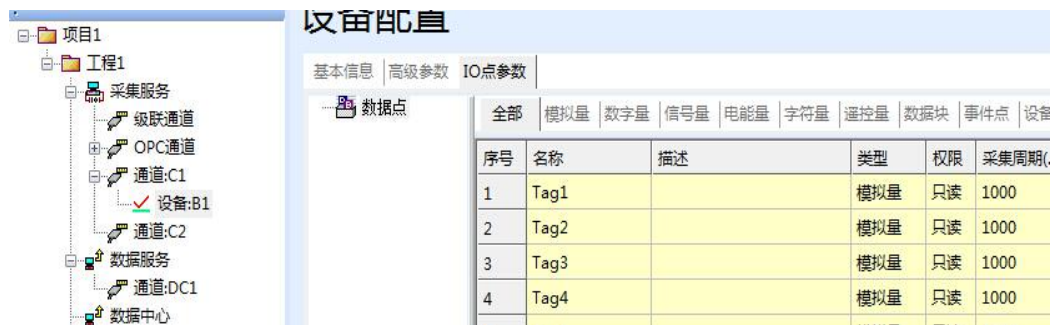 设备配置
项目1
工程1
采集服务
级联通道
OPC通道
通道:C1
设备:B1
通道:C2
数据服务
通道:DC1
数据中心
基本信息 高级参数 IO点参数
数据点
全部 模拟量 数字量 信号量 电能量 字符量 遥控量 数据块 事件点 设备
序号 名称 描述 类型 权限 采集周期(.
1 Tag1 模拟量 只读 1000
2 Tag2 模拟量 只读 1000
3 Tag3 模拟量 只读 1000
4 Tag4 模拟量 只读 1000